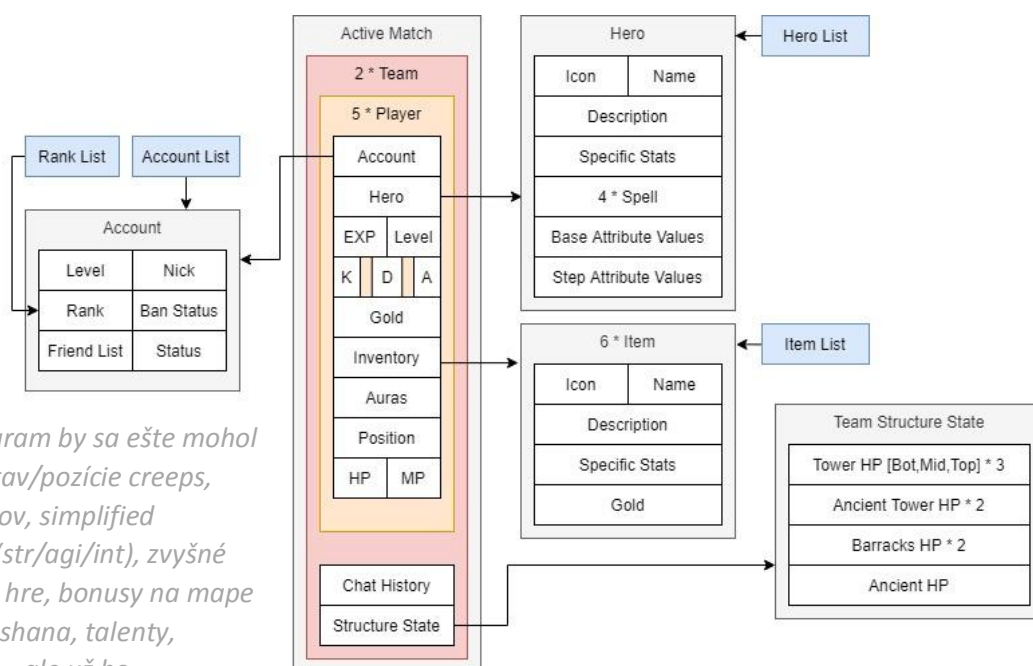 Rank List
Account List
Account
Level
Nick
Rank
Ban Status
Friend List
Status
Active Match
2 * Team
5 * Player
Account
Hero
EXP
Level
K
D
A
Gold
Inventory
Auras
Position
HP
MP
Chat History
Structure State
Hero
Icon
Name
Description
Specific Stats
4 * Spell
Base Attribute Values
Step Attribute Values
Hero List
6 * Item
Icon
Name
Description
Specific Stats
Gold
Item List
Team Structure State
Tower HP [Bot,Mid,Top] * 3
Ancient Tower HP * 2
Barracks HP * 2
Ancient HP
by sa ešte mohol
/pozície creeps,
simplified
/str/agi/int), zvyšné
hre, bonusy na mape
talenty,